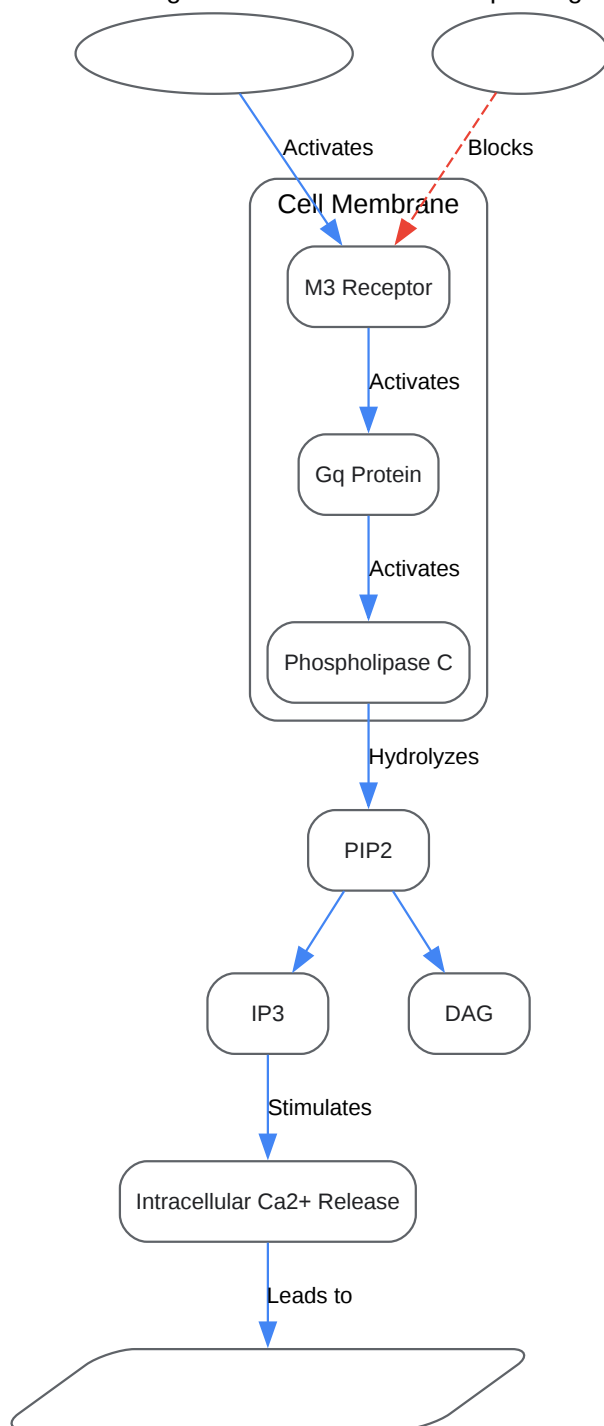 Activates
Blocks
Cell Membrane
M3 Receptor
Activates
Gq Protein
Activates
Phospholipase C
Hydrolyzes
PIP2
IP3
DAG
Stimulates
Intracellular Ca2+ Release
Leads to